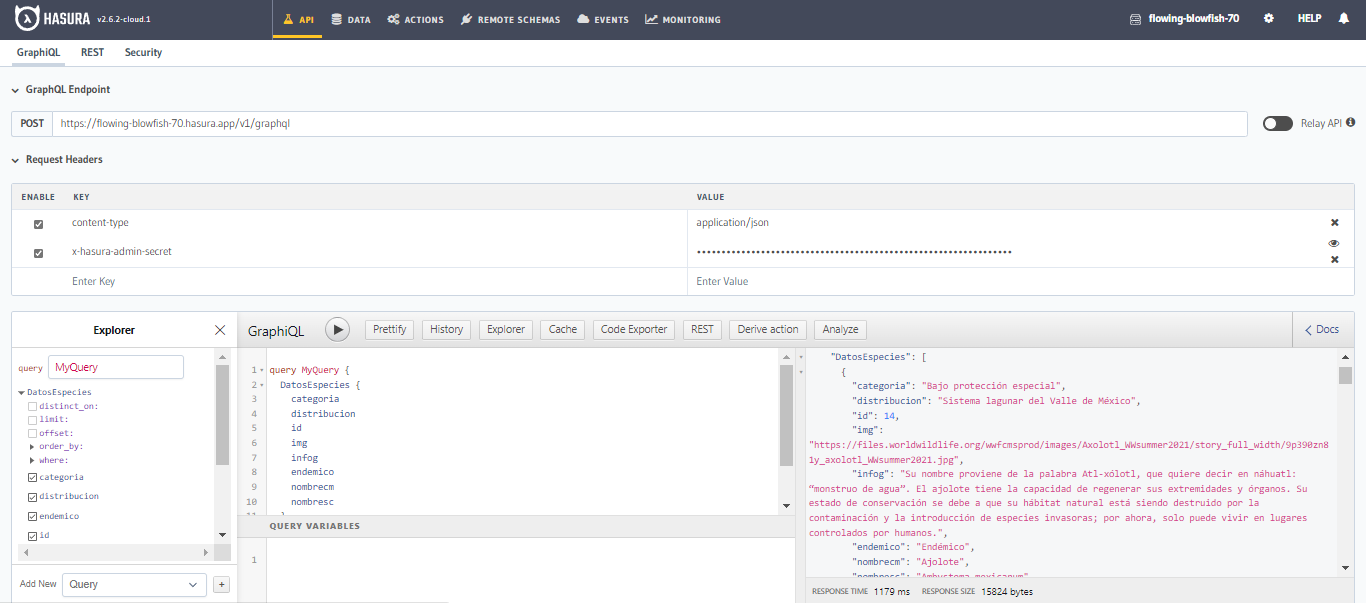 HASURA v2.6.2-cloud.1 API DATA ACTIONS REMOTE SCHEMAS EVENTS MONITORING flowing-blowfish-70 HELP
GraphiQL REST Security
GraphQL Endpoint
POST https://flowing-blowfish-70.hasura.app/v1/graphql Relay API
Request Headers
ENABLE KEY VALUE
content-type application/json
x-hasura-admin-secret ••••••••••••••••••••••••••••••••••••••••••••••••••••••••••••••••
Enter Key Enter Value
Explorer
query MyQuery
DatosEspecies
distinct_on:
limit:
offset:
order_by:
where:
categoria
distribucion
endemico
id
Add New Query +
GraphiQL Prettify History Explorer Cache Code Exporter REST Derive action Analyze Docs
1 query MyQuery {
2 DatosEspecies {
3 categoria
4 distribucion
5 id
6 img
7 infog
8 endemico
9 nombrecm
10 nombresc
QUERY VARIABLES
1
"DatosEspecies": [
{
"categoria": "Bajo protección especial",
"distribucion": "Sistema lagunar del Valle de México",
"id": 14,
"img":
"https://files.worldwildlife.org/wwfcmsprod/images/Axolotl_WWsummer2021/story_full_width/9p390zn8
1y_axolotl_WWsummer2021.jpg",
"infog": "Su nombre proviene de la palabra Atl-xólotl, que quiere decir en náhuatl:
“monstruo de agua”. El ajolote tiene la capacidad de regenerar sus extremidades y órganos. Su
estado de conservación se debe a que su hábitat natural está siendo destruido por la
contaminación y la introducción de especies invasoras; por ahora, solo puede vivir en lugares
controlados por humanos.",
"endemico": "Endémico",
"nombrecm": "Ajolote",
"nombresc": "Ambystoma mexicanum"
RESPONSE TIME 1179 ms RESPONSE SIZE 15824 bytes